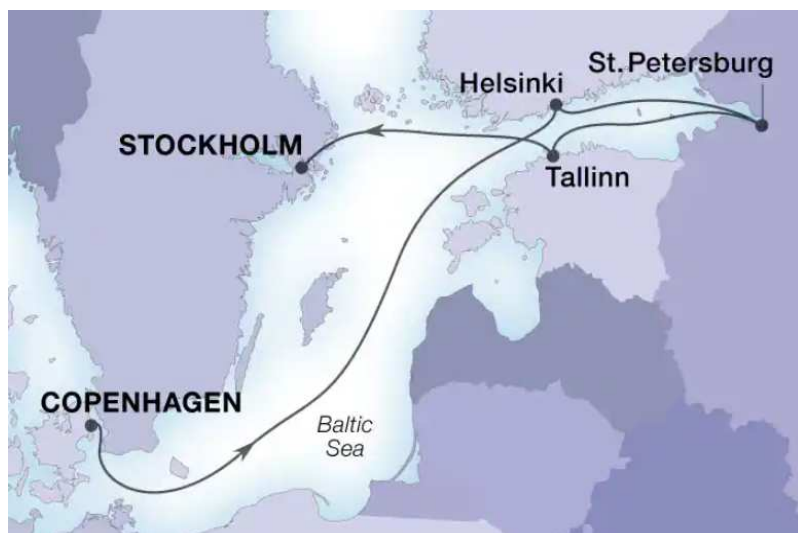 St. Petersburg
Helsinki
STOCKHOLM
Tallinn
COPENHAGEN
Baltic
Sea